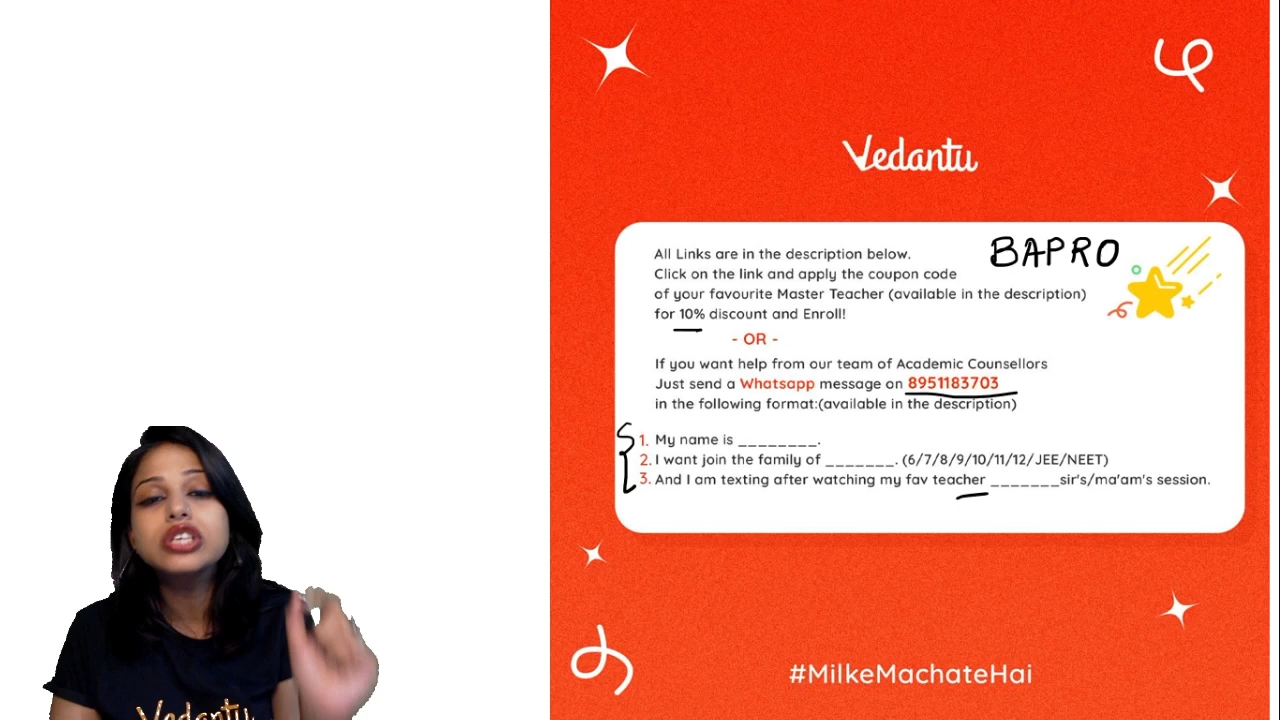 Vedantu
BAPRO
All Links are in the description below.
Click on the link and apply the coupon code
of your favourite Master Teacher (available in the description)
for 10% discount and Enroll!
- OR -
If you want help from our team of Academic Counsellors
Just send a Whatsapp message on 8951183703
in the following format:(available in the description)
1. My name is ________.
2. I want join the family of _______. (6/7/8/9/10/11/12/JEE/NEET)
3. And I am texting after watching my fav teacher _______sir's/ma'am's session.
#MilkeMachateHai
Vedantu